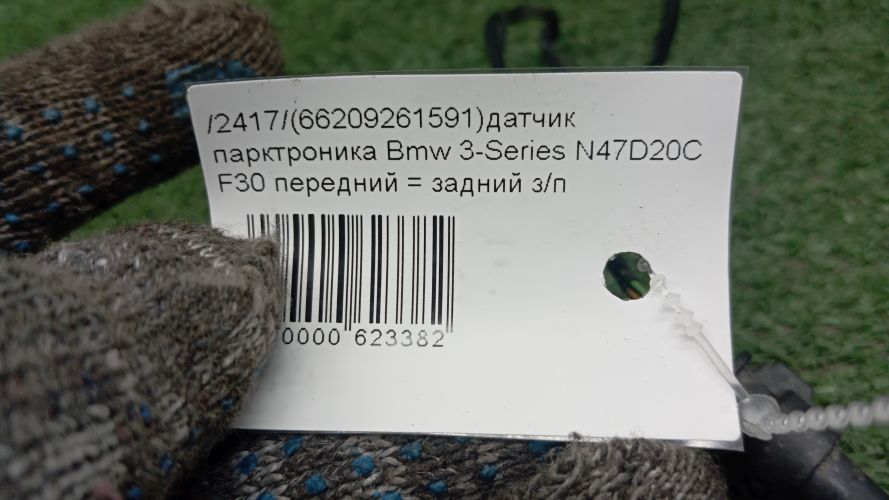 /2417/(66209261591)датчик
парктроника Bmw 3-Series N47D20C
F30 передний = задний з/п
0000 623382